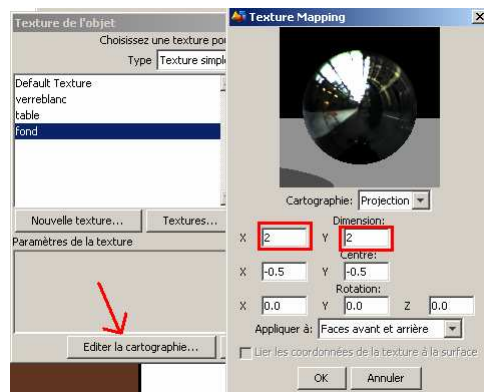 Texture de l'objet
Choisissez une texture pou
Type Texture simple
Default Texture
verreblanc
table
fond
Nouvelle texture... Textures...
Paramètres de la texture
Editer la cartographie...
Texture Mapping
Cartographie: Projection
Dimension:
X 2 Y 2
Centre:
X -0.5 Y -0.5
Rotation:
X 0.0 Y 0.0 Z 0.0
Appliquer à: Faces avant et arrière
Lier les coordonnées de la texture à la surface
OK Annuler